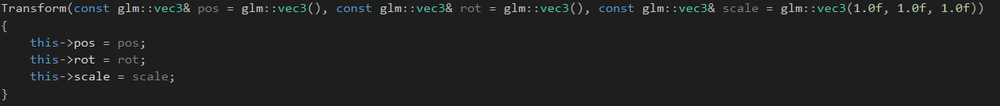 Transform(const glm::vec3& pos = glm::vec3(), const glm::vec3& rot = glm::vec3(), const glm::vec3& scale = glm::vec3(1.0f, 1.0f, 1.0f))
{
    this->pos = pos;
    this->rot = rot;
    this->scale = scale;
}